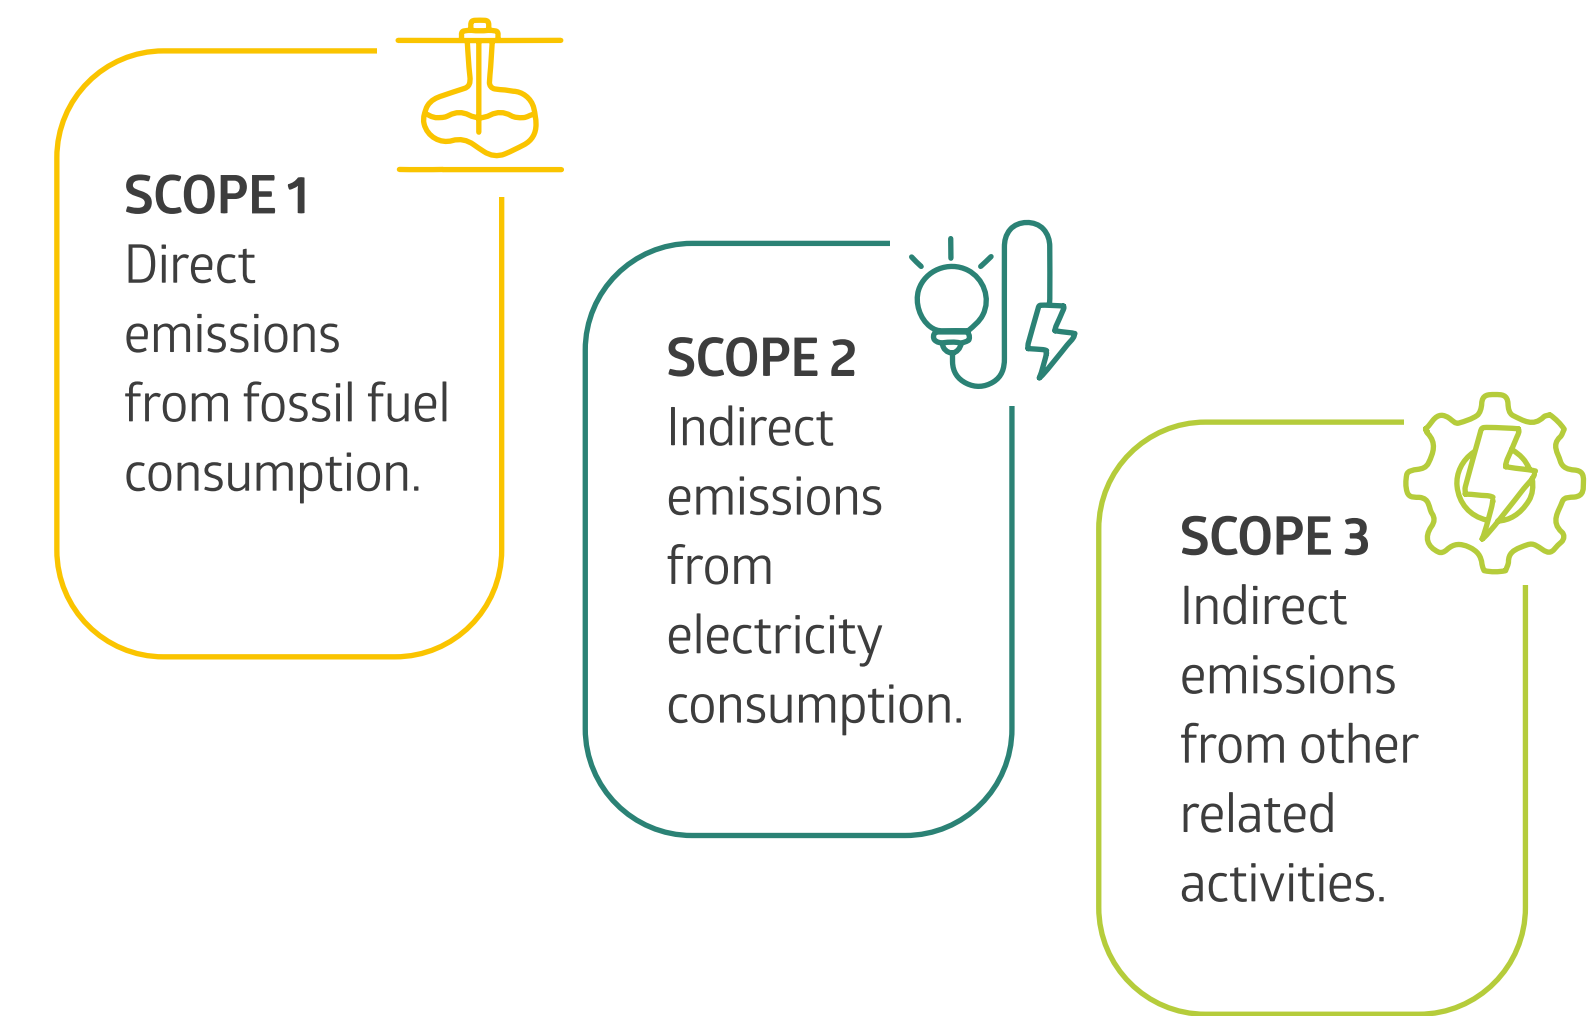 SCOPE 1
Direct
emissions
from fossil fuel
consumption.
SCOPE 2
Indirect
emissions
from
electricity
consumption.
SCOPE 3
Indirect
emissions
from other
related
activities.